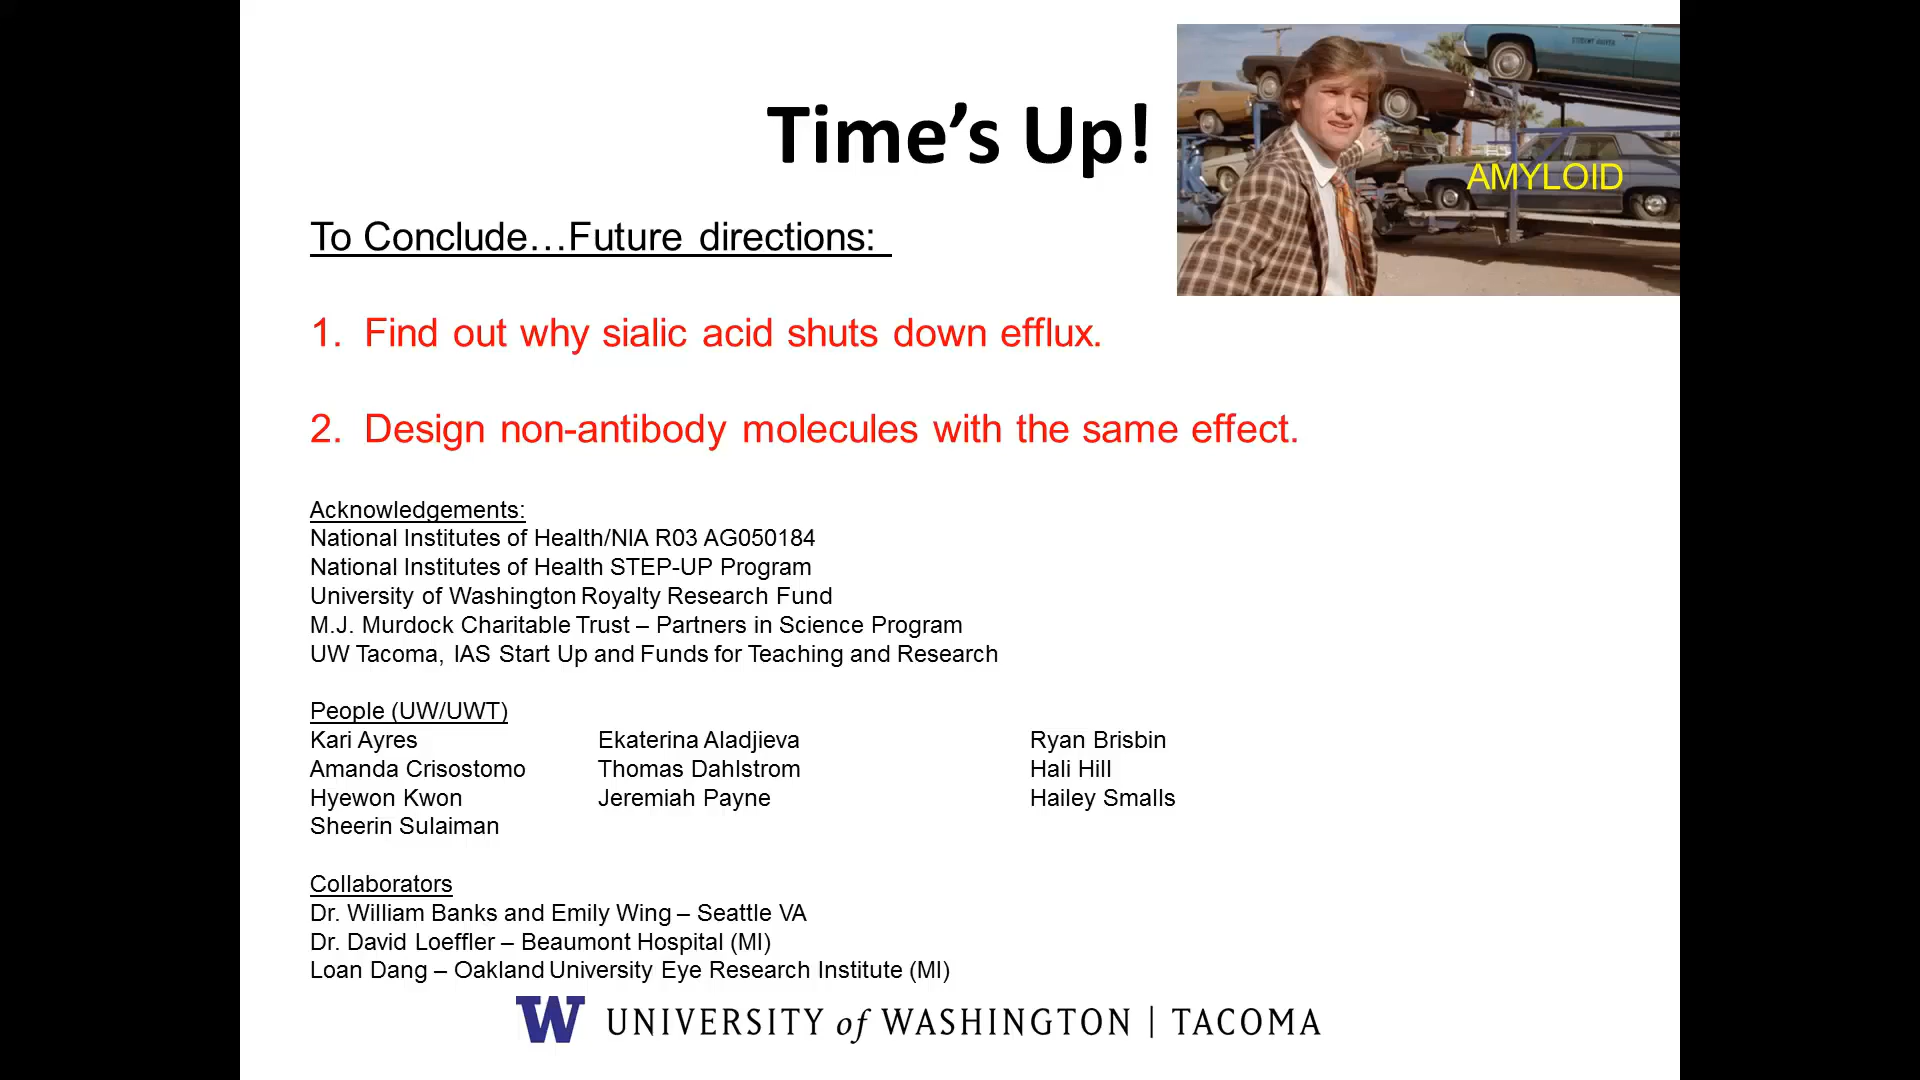 Time’s Up!
STUDENT DRIVER
AMYLOID
To Conclude…Future directions:
1. Find out why sialic acid shuts down efflux.
2. Design non-antibody molecules with the same effect.
Acknowledgements:
National Institutes of Health/NIA R03 AG050184
National Institutes of Health STEP-UP Program
University of Washington Royalty Research Fund
M.J. Murdock Charitable Trust – Partners in Science Program
UW Tacoma, IAS Start Up and Funds for Teaching and Research
People (UW/UWT)
Kari Ayres Ekaterina Aladjieva Ryan Brisbin
Amanda Crisostomo Thomas Dahlstrom Hali Hill
Hyewon Kwon Jeremiah Payne Hailey Smalls
Sheerin Sulaiman
Collaborators
Dr. William Banks and Emily Wing – Seattle VA
Dr. David Loeffler – Beaumont Hospital (MI)
Loan Dang – Oakland University Eye Research Institute (MI)
W UNIVERSITY of WASHINGTON | TACOMA